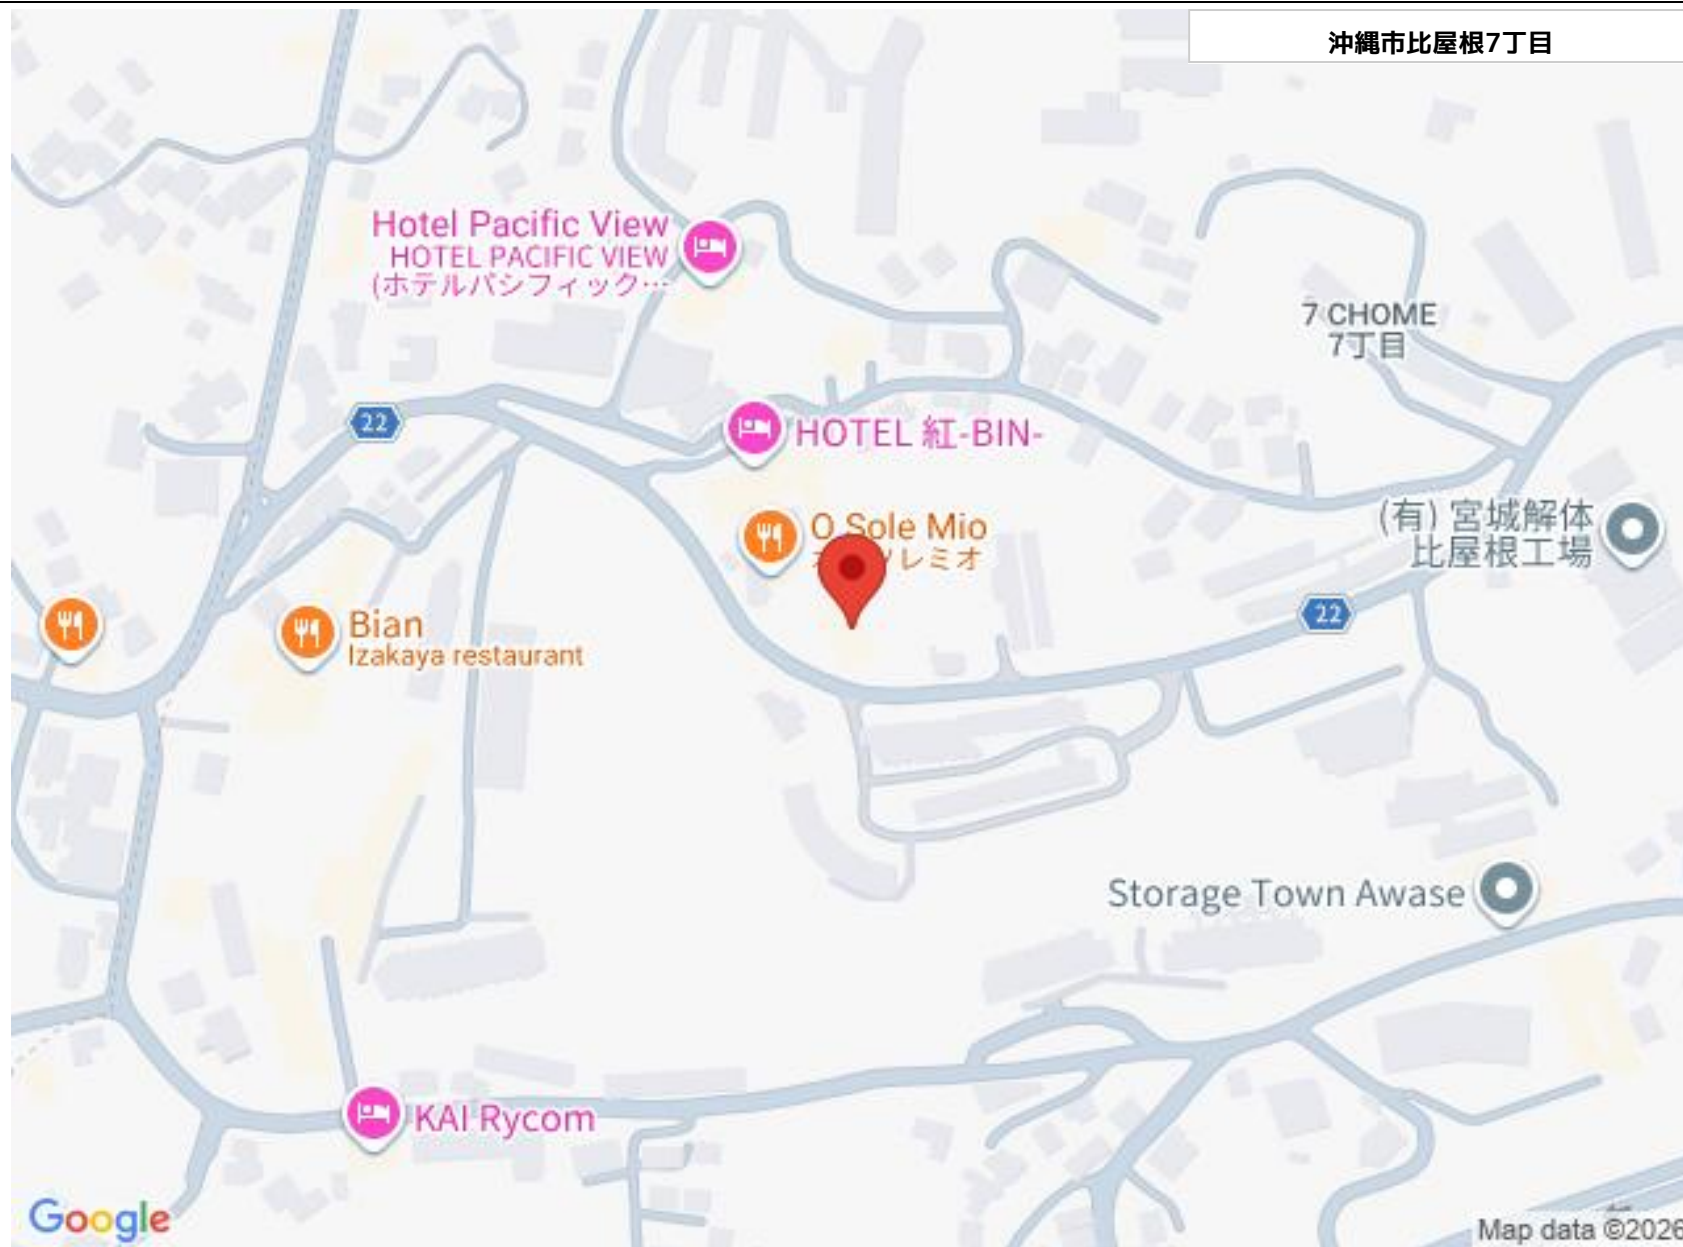 沖縄市比屋根7丁目
Hotel Pacific View
HOTEL PACIFIC VIEW
(ホテルパシフィック…
7 CHOME
7丁目
22
HOTEL 紅-BIN-
O Sole Mio
レミオ
(有) 宮城解体
比屋根工場
22
Bian
Izakaya restaurant
Storage Town Awase
KAI Rycom
Google
Map data ©2026